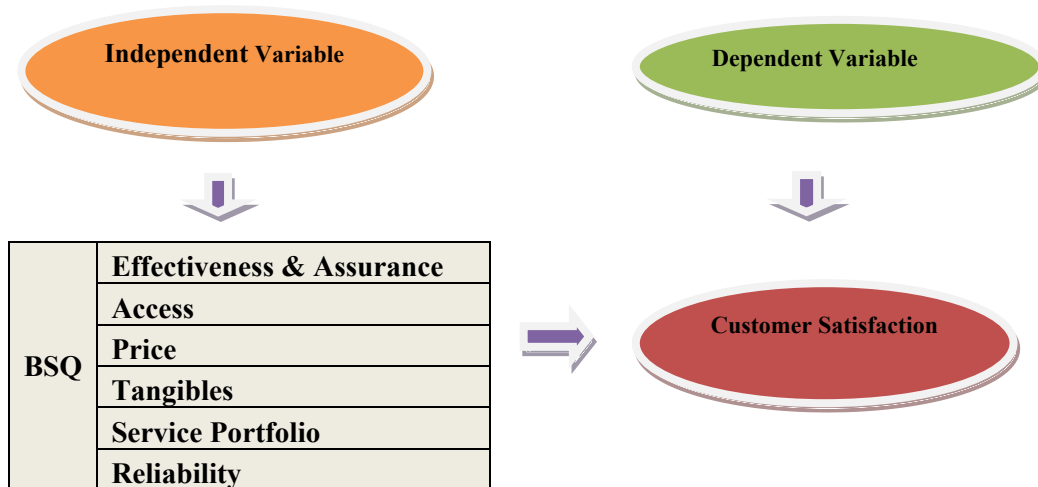 Independent Variable
Dependent Variable
BSQ
Effectiveness & Assurance
Access
Price
Tangibles
Service Portfolio
Reliability
Customer Satisfaction